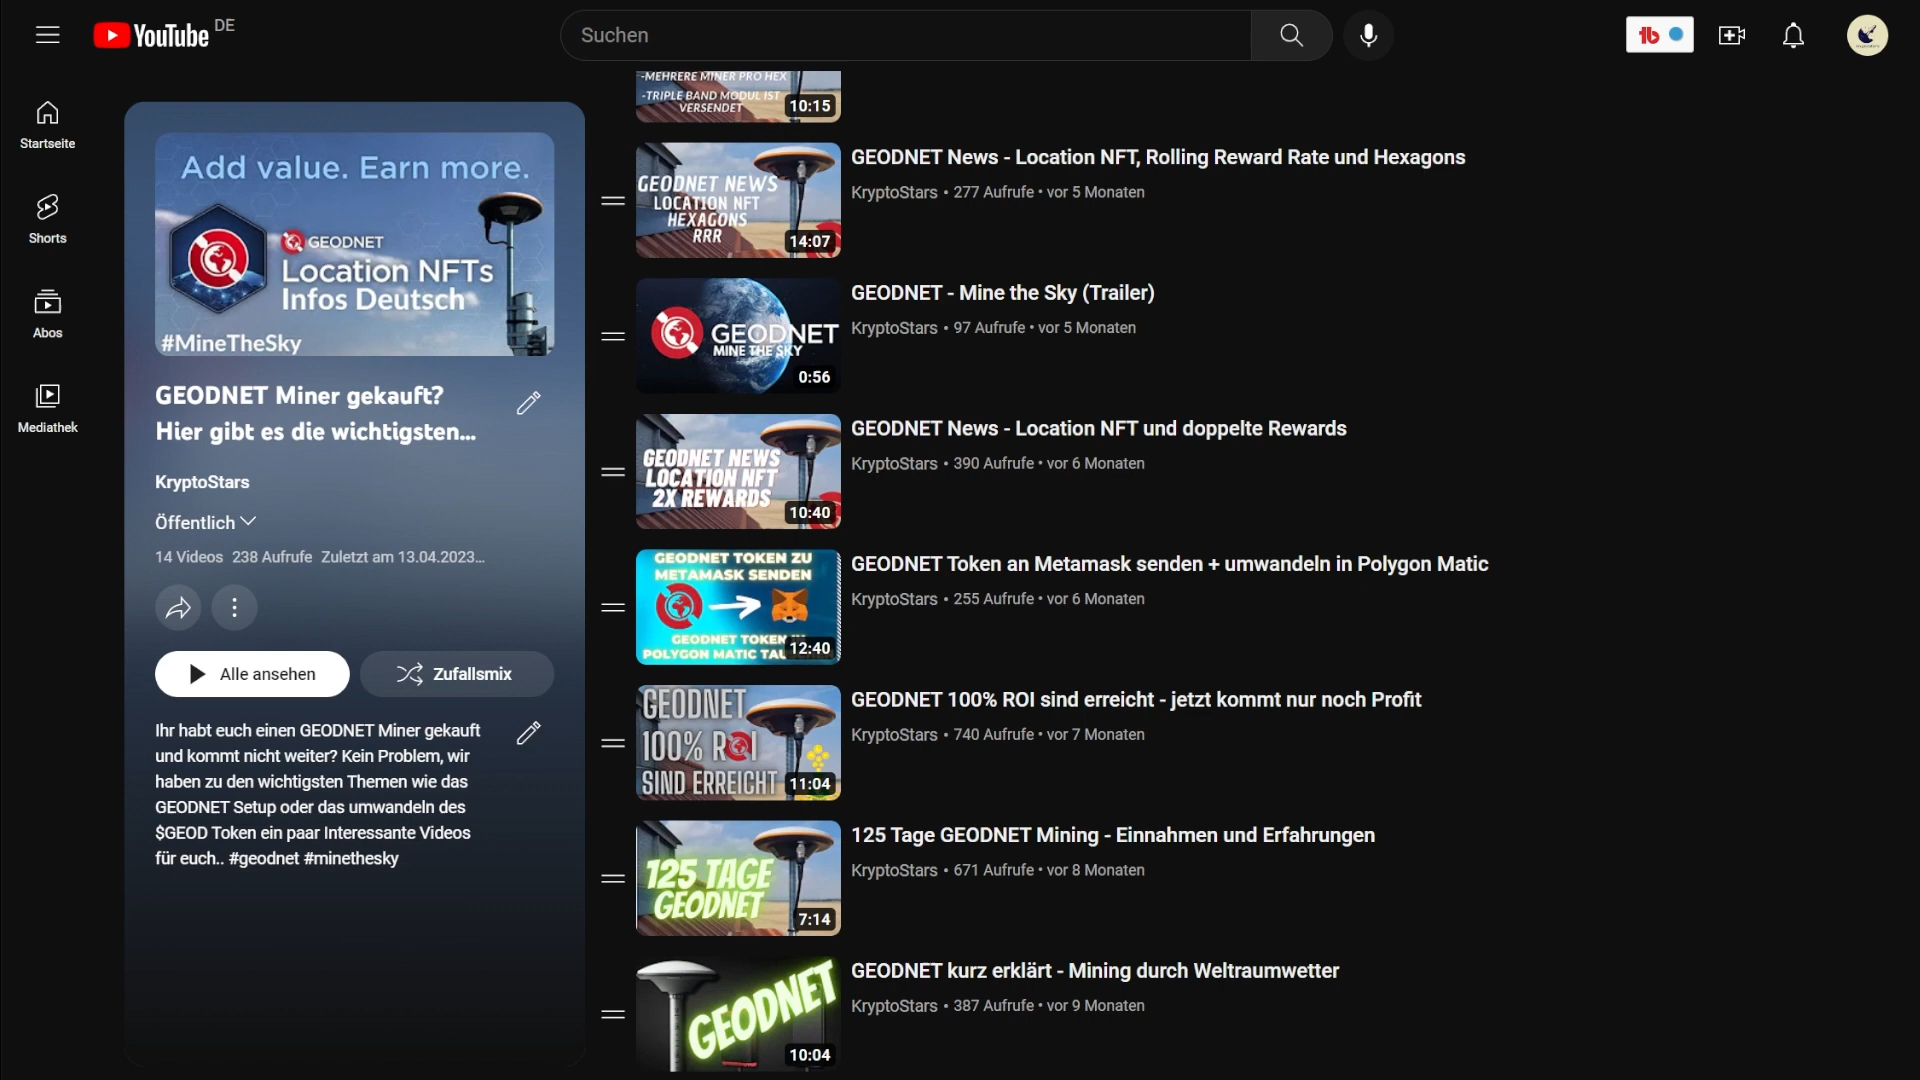 YouTube DE
Suchen
Startseite
Shorts
Abos
Mediathek
Add value. Earn more.
GEODNET
Location NFTs
Infos Deutsch
#MineTheSky
GEODNET Miner gekauft?
Hier gibt es die wichtigsten...
KryptoStars
Öffentlich
14 Videos 238 Aufrufe Zuletzt am 13.04.2023...
Alle ansehen
Zufallsmix
Ihr habt euch einen GEODNET Miner gekauft
und kommt nicht weiter? Kein Problem, wir
haben zu den wichtigsten Themen wie das
GEODNET Setup oder das umwandeln des
$GEOD Token ein paar Interessante Videos
für euch.. #geodnet #minethesky
-MEHRERE MINER PRO HEX
-TRIPLE BAND MODUL IST
VERSENDET
10:15
GEODNET NEWS
LOCATION NFT
HEXAGONS
RRR
14:07
GEODNET News - Location NFT, Rolling Reward Rate und Hexagons
KryptoStars • 277 Aufrufe • vor 5 Monaten
GEODNET
MINE THE SKY
0:56
GEODNET - Mine the Sky (Trailer)
KryptoStars • 97 Aufrufe • vor 5 Monaten
GEODNET NEWS
LOCATION NFT
2X REWARDS
10:40
GEODNET News - Location NFT und doppelte Rewards
KryptoStars • 390 Aufrufe • vor 6 Monaten
GEODNET TOKEN ZU
METAMASK SENDEN
GEODNET TOKEN
POLYGON MATIC
12:40
GEODNET Token an Metamask senden + umwandeln in Polygon Matic
KryptoStars • 255 Aufrufe • vor 6 Monaten
GEODNET
100% ROI
SIND ERREICHT
11:04
GEODNET 100% ROI sind erreicht - jetzt kommt nur noch Profit
KryptoStars • 740 Aufrufe • vor 7 Monaten
125 TAGE
GEODNET
7:14
125 Tage GEODNET Mining - Einnahmen und Erfahrungen
KryptoStars • 671 Aufrufe • vor 8 Monaten
GEODNET
10:04
GEODNET kurz erklärt - Mining durch Weltraumwetter
KryptoStars • 387 Aufrufe • vor 9 Monaten